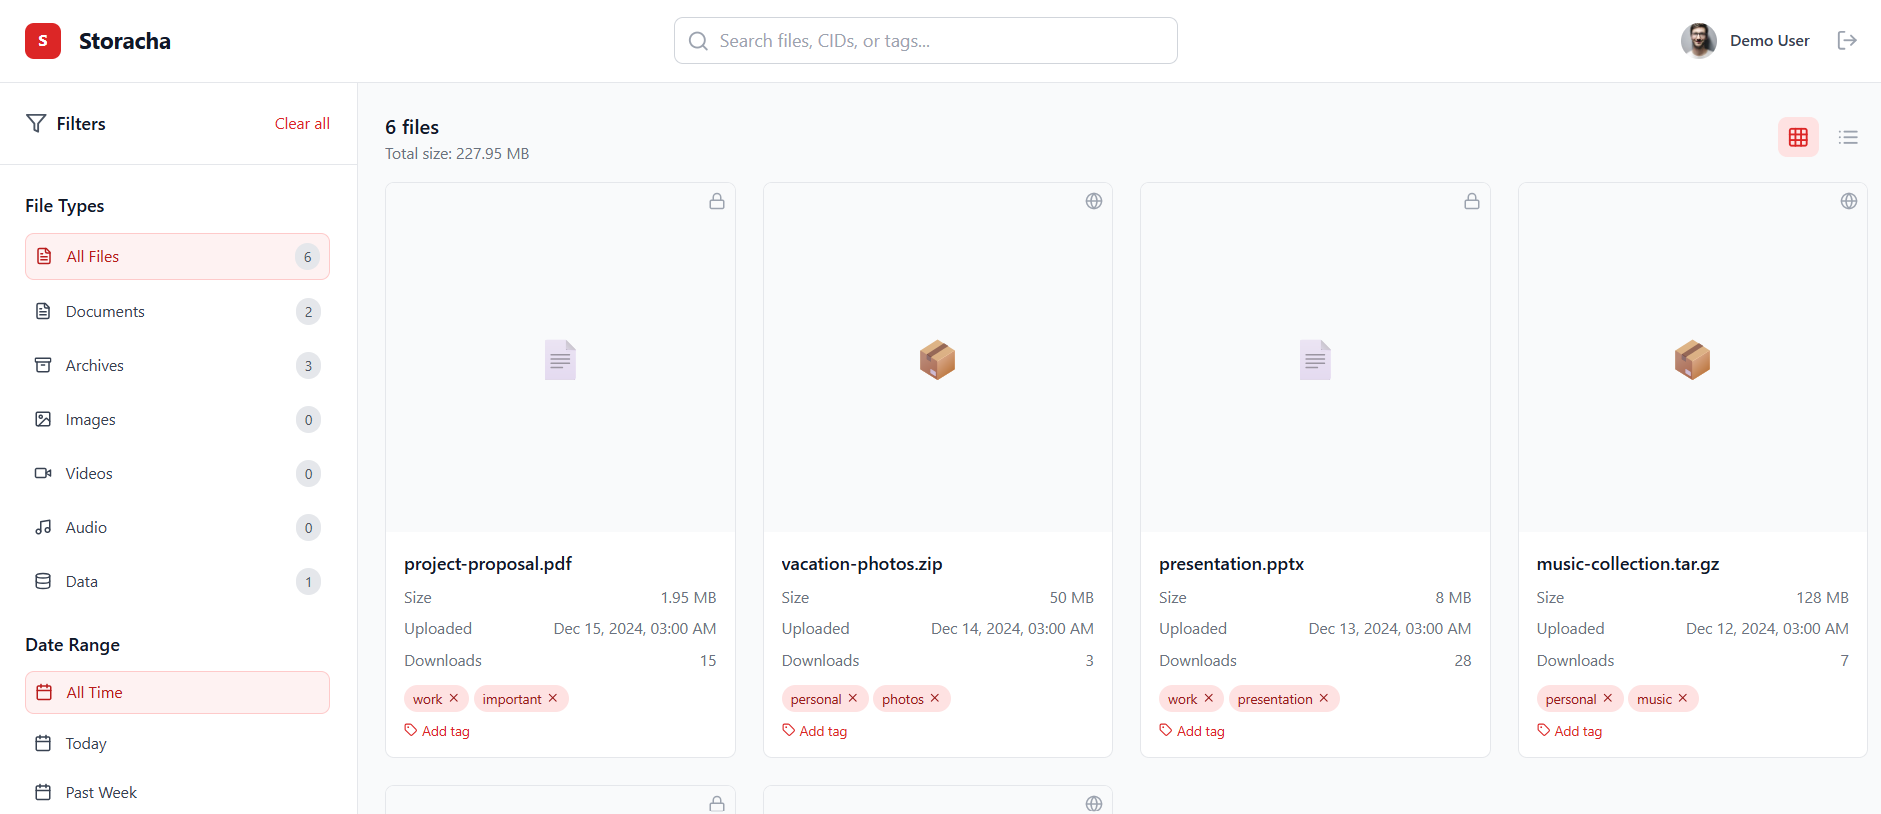 S Storacha
Search files, CIDs, or tags...
Demo User
Filters
Clear all
File Types
All Files 6
Documents 2
Archives 3
Images 0
Videos 0
Audio 0
Data 1
Date Range
All Time
Today
Past Week
6 files
Total size: 227.95 MB
project-proposal.pdf
Size 1.95 MB
Uploaded Dec 15, 2024, 03:00 AM
Downloads 15
work × important ×
Add tag
vacation-photos.zip
Size 50 MB
Uploaded Dec 14, 2024, 03:00 AM
Downloads 3
personal × photos ×
Add tag
presentation.pptx
Size 8 MB
Uploaded Dec 13, 2024, 03:00 AM
Downloads 28
work × presentation ×
Add tag
music-collection.tar.gz
Size 128 MB
Uploaded Dec 12, 2024, 03:00 AM
Downloads 7
personal × music ×
Add tag